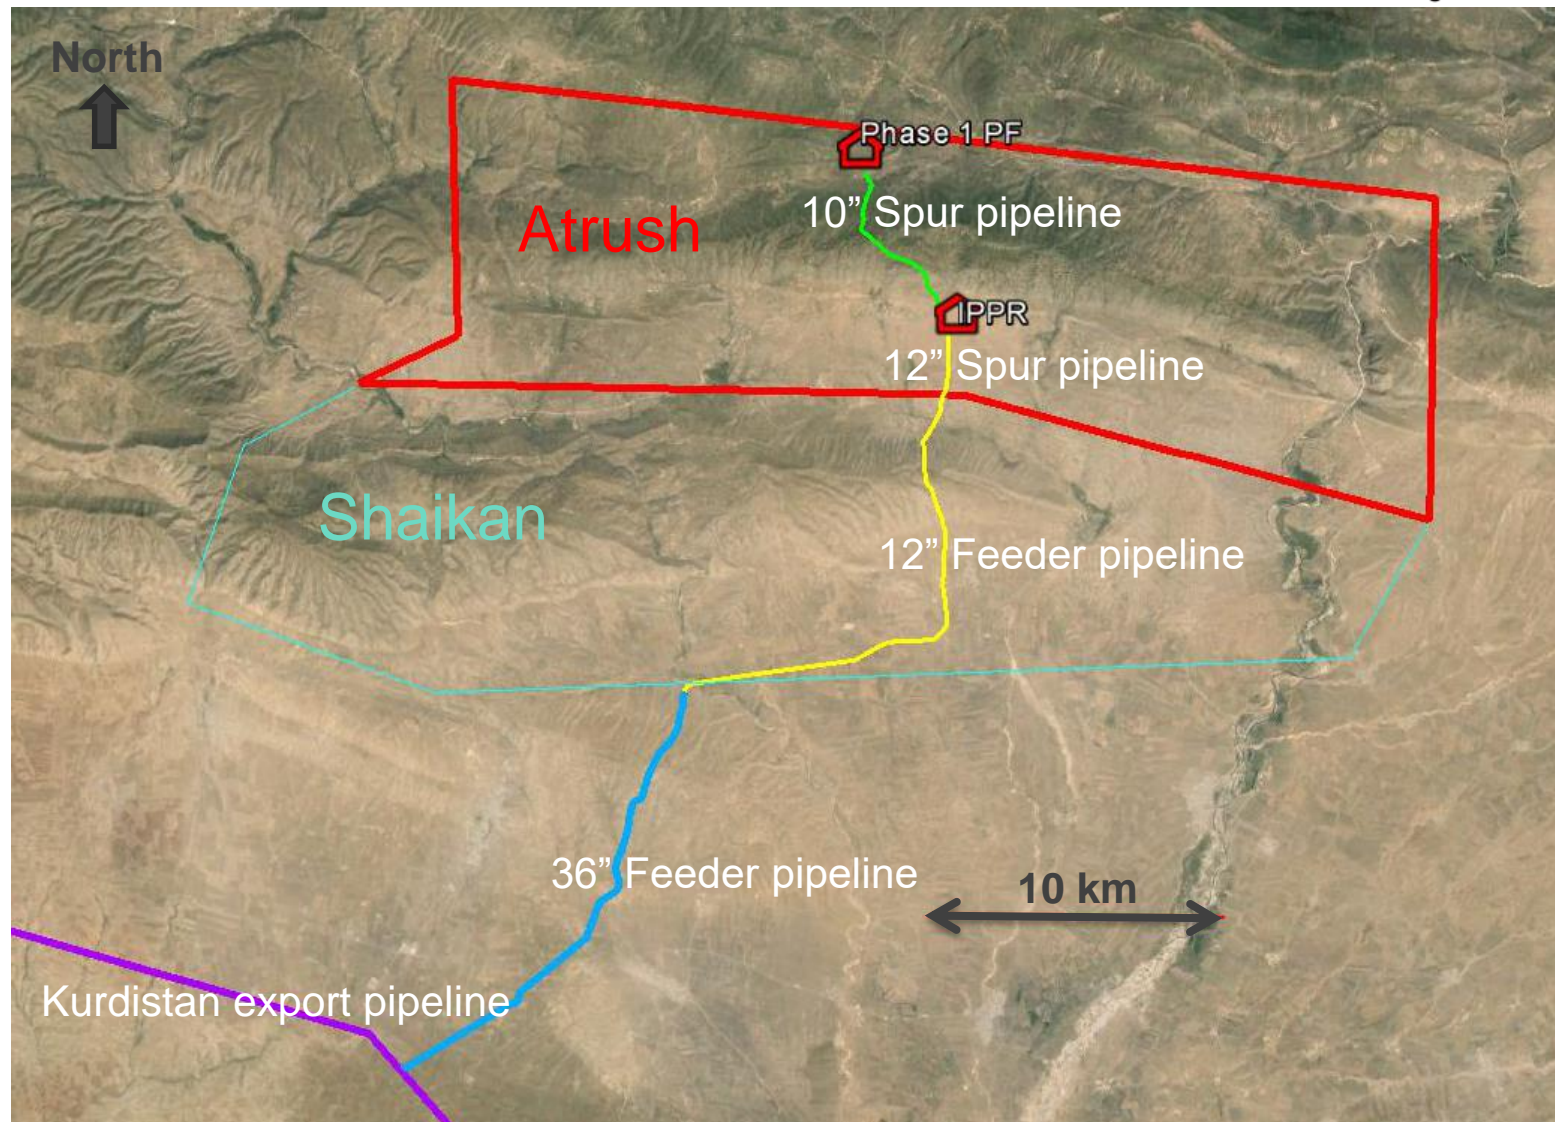 North
Phase 1 PF
10” Spur pipeline
Atrush
IPPR
12” Spur pipeline
Shaikan
12” Feeder pipeline
36” Feeder pipeline
10 km
Kurdistan export pipeline